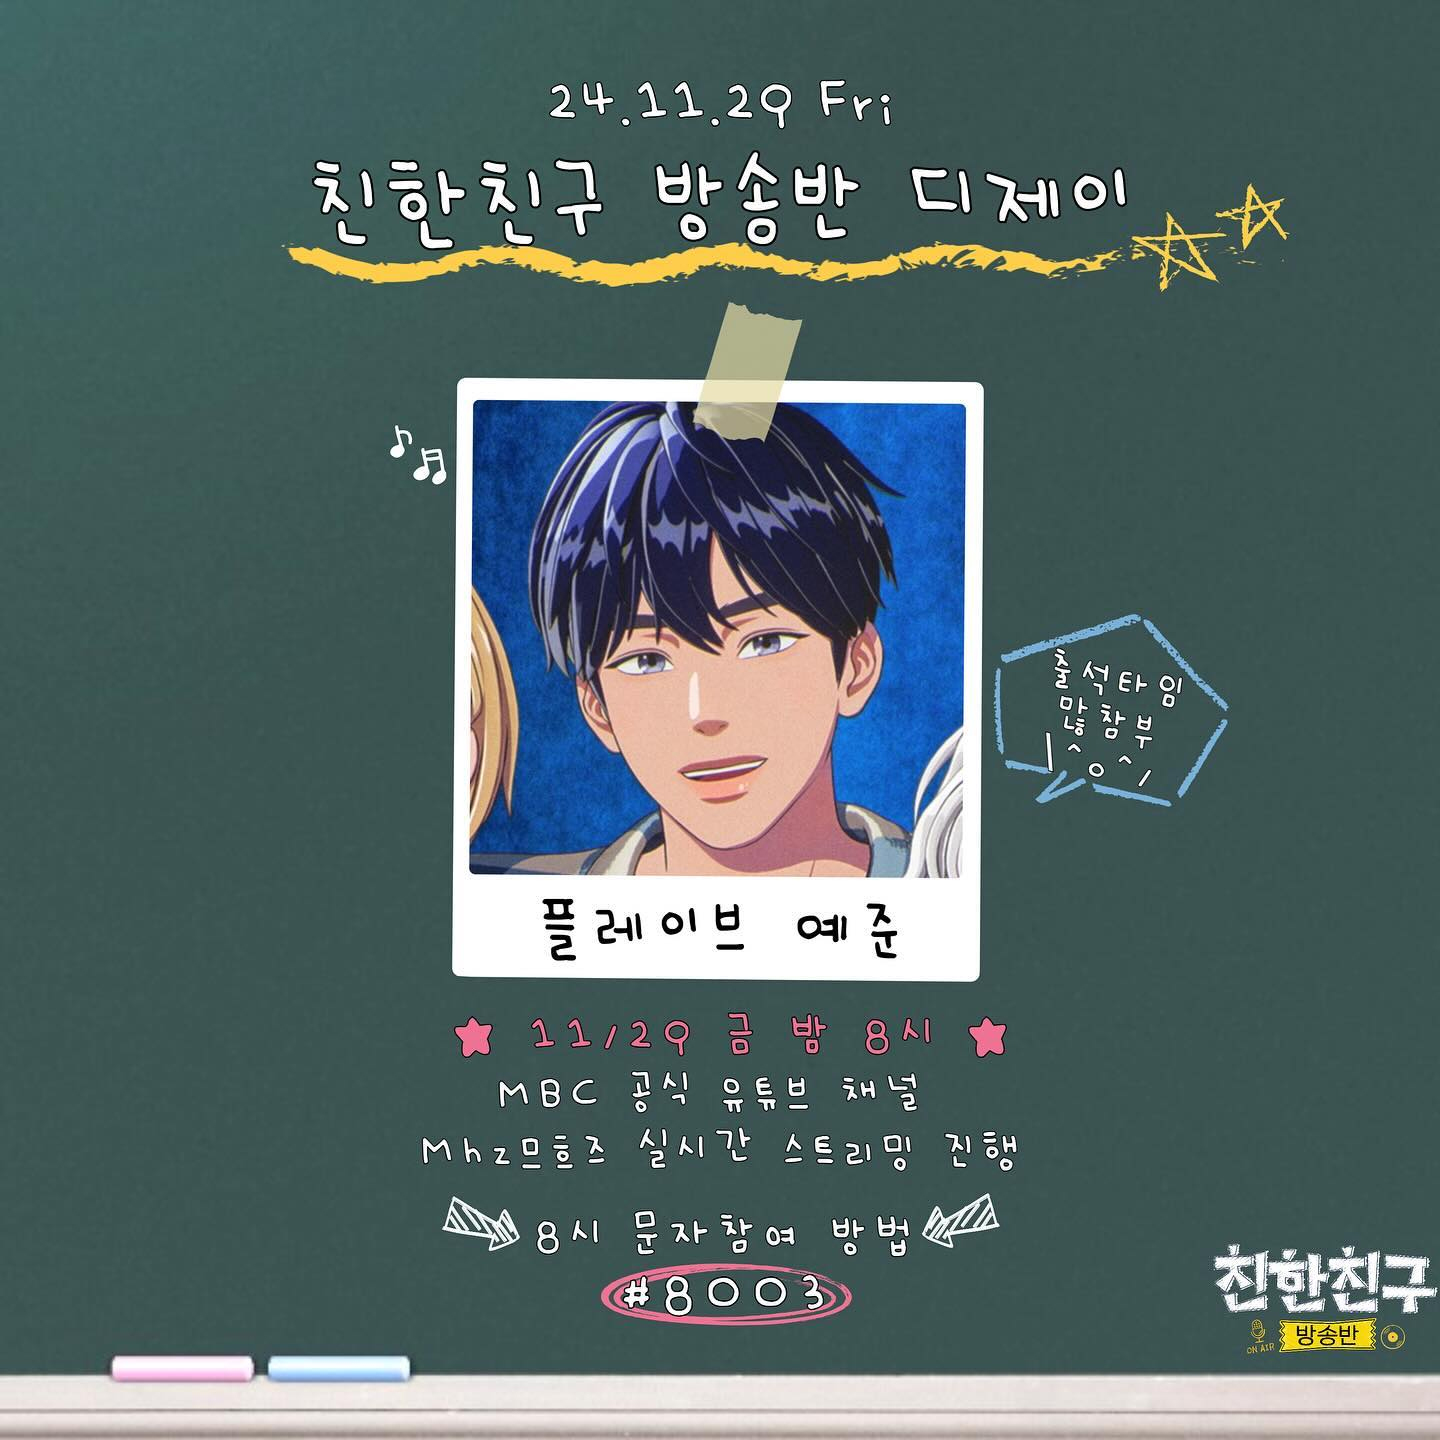 24.11.29 Fri
친한친구 방송반 디제이
출석타임
많참부
|^o^/
플레이브 예준
11/29 금 밤 8시
MBC 공식 유튜브 채널
Mhz므흐즈 실시간 스트리밍 진행
8시 문자참여 방법
#8003
친한친구
ON AIR 방송반